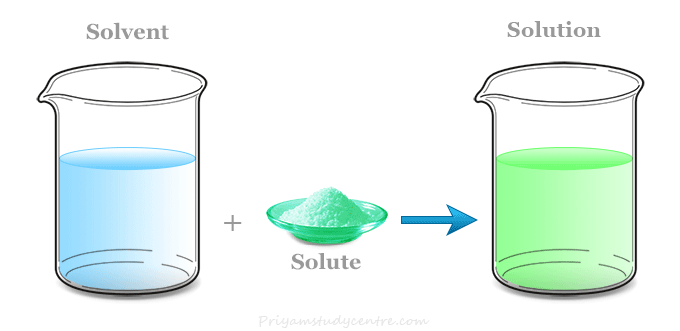 Solvent
Solution
+
Solute
Priyamstudycentre.com